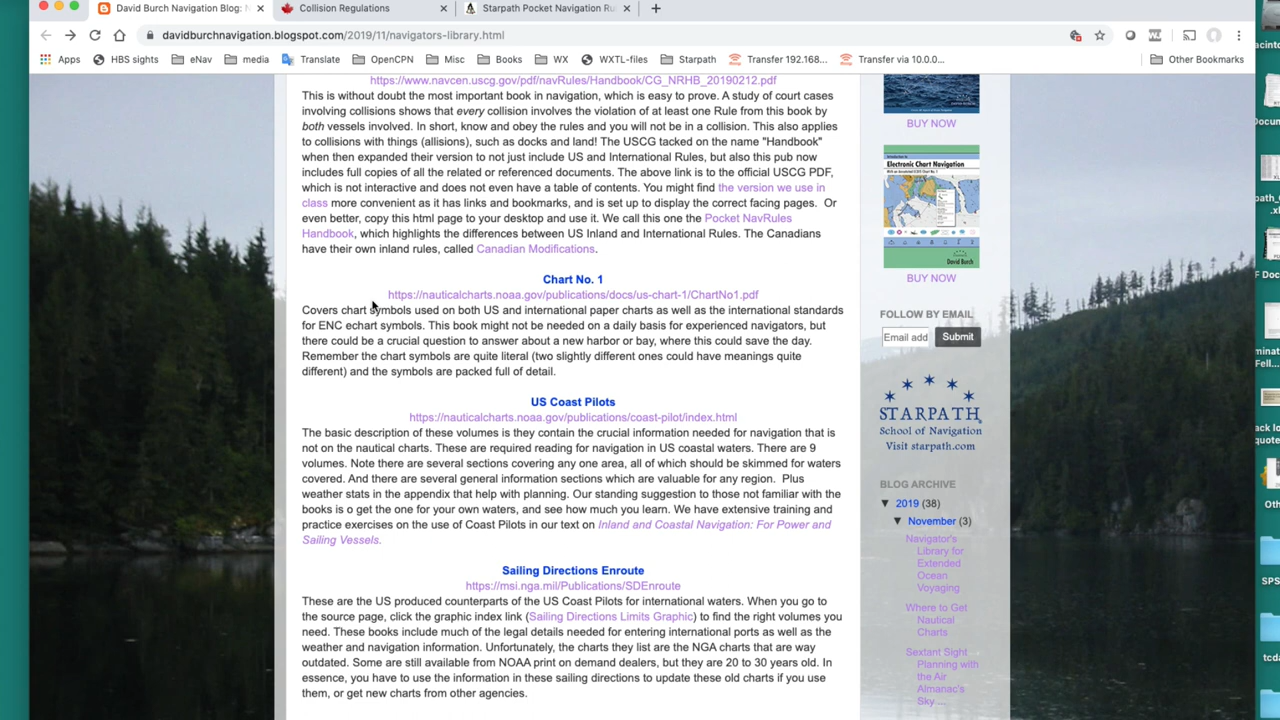 David Burch Navigation Blog: N
Collision Regulations
Starpath Pocket Navigation Ru
davidburchnavigation.blogspot.com/2019/11/navigators-library.html
Apps
HBS sights
eNav
media
Translate
OpenCPN
Misc
Books
WX
WXTL-files
Starpath
Transfer 192.168...
Transfer via 10.0.0...
Other Bookmarks
https://www.navcen.uscg.gov/pdf/navRules/Handbook/CG_NRHB_20190212.pdf
This is without doubt the most important book in navigation, which is easy to prove. A study of court cases
involving collisions shows that every collision involves the violation of at least one Rule from this book by
both vessels involved. In short, know and obey the rules and you will not be in a collision. This also applies
to collisions with things (allisions), such as docks and land! The USCG tacked on the name "Handbook"
when then expanded their version to not just include US and International Rules, but also this pub now
includes full copies of all the related or referenced documents. The above link is to the official USCG PDF,
which is not interactive and does not even have a table of contents. You might find the version we use in
class more convenient as it has links and bookmarks, and is set up to display the correct facing pages. Or
even better, copy this html page to your desktop and use it. We call this one the Pocket NavRules
Handbook, which highlights the differences between US Inland and International Rules. The Canadians
have their own inland rules, called Canadian Modifications.
Chart No. 1
https://nauticalcharts.noaa.gov/publications/docs/us-chart-1/ChartNo1.pdf
Covers chart symbols used on both US and international paper charts as well as the international standards
for ENC echart symbols. This book might not be needed on a daily basis for experienced navigators, but
there could be a crucial question to answer about a new harbor or bay, where this could save the day.
Remember the chart symbols are quite literal (two slightly different ones could have meanings quite
different) and the symbols are packed full of detail.
US Coast Pilots
https://nauticalcharts.noaa.gov/publications/coast-pilot/index.html
The basic description of these volumes is they contain the crucial information needed for navigation that is
not on the nautical charts. These are required reading for navigation in US coastal waters. There are 9
volumes. Note there are several sections covering any one area, all of which should be skimmed for waters
covered. And there are several general information sections which are valuable for any region. Plus
weather stats in the appendix that help with planning. Our standing suggestion to those not familiar with the
books is o get the one for your own waters, and see how much you learn. We have extensive training and
practice exercises on the use of Coast Pilots in our text on Inland and Coastal Navigation: For Power and
Sailing Vessels.
Sailing Directions Enroute
https://msi.nga.mil/Publications/SDEnroute
These are the US produced counterparts of the US Coast Pilots for international waters. When you go to
the source page, click the graphic index link (Sailing Directions Limits Graphic) to find the right volumes you
need. These books include much of the legal details needed for entering international ports as well as the
weather and navigation information. Unfortunately, the charts they list are the NGA charts that are way
outdated. Some are still available from NOAA print on demand dealers, but they are 20 to 30 years old. In
essence, you have to use the information in these sailing directions to update these old charts if you use
them, or get new charts from other agencies.
BUY NOW
Electronic Chart Navigation
David Burch
BUY NOW
FOLLOW BY EMAIL
Email add
Submit
STARPATH
School of Navigation
Visit starpath.com
BLOG ARCHIVE
▼ 2019 (38)
▼ November (3)
Navigator's
Library for
Extended
Ocean
Voyaging
Where to Get
Nautical
Charts
Sextant Sight
Planning with
the Air
Almanac's
Sky ...